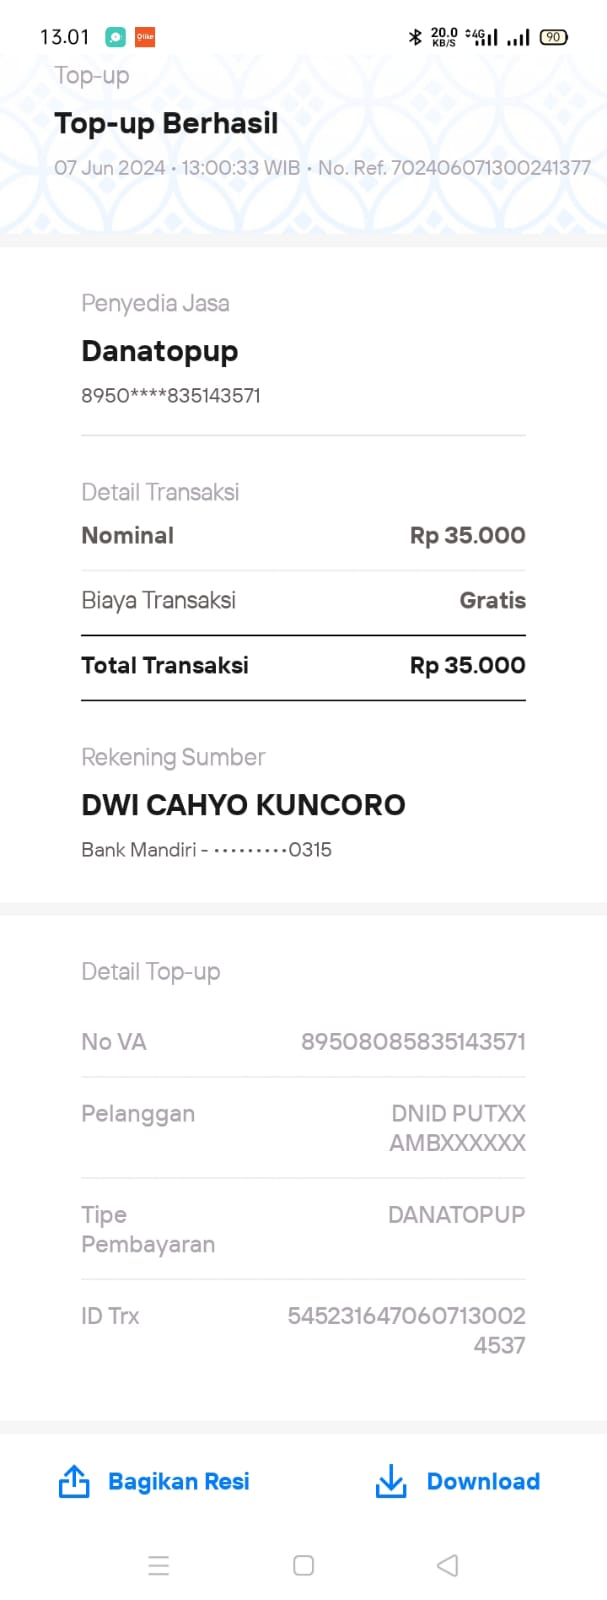 13.01 Qlike 20.0 KB/S 4G 90
Top-up
Top-up Berhasil
07 Jun 2024 • 13:00:33 WIB • No. Ref. 702406071300241377
Penyedia Jasa
Danatopup
8950****835143571
Detail Transaksi
Nominal Rp 35.000
Biaya Transaksi Gratis
Total Transaksi Rp 35.000
Rekening Sumber
DWI CAHYO KUNCORO
Bank Mandiri - •••••••••0315
Detail Top-up
No VA 89508085835143571
Pelanggan DNID PUTXX
AMBXXXXXX
Tipe DANATOPUP
Pembayaran
ID Trx 545231647060713002
4537
Bagikan Resi Download